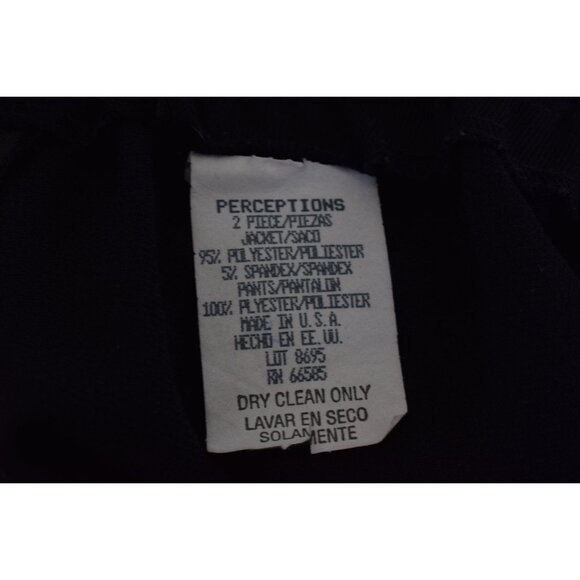 PERCEPTIONS
2 PIECE/PIEZAS
JACKET/SACO
95% POLYESTER/POLIESTER
5% SPANDEX/SPANDEX
PANTS/PANTALON
100% PLYESTER/POLIESTER
MADE IN U.S.A.
HECHO EN EE.UU.
LOT 8695
RN 66585
DRY CLEAN ONLY
LAVAR EN SECO
SOLAMENTE